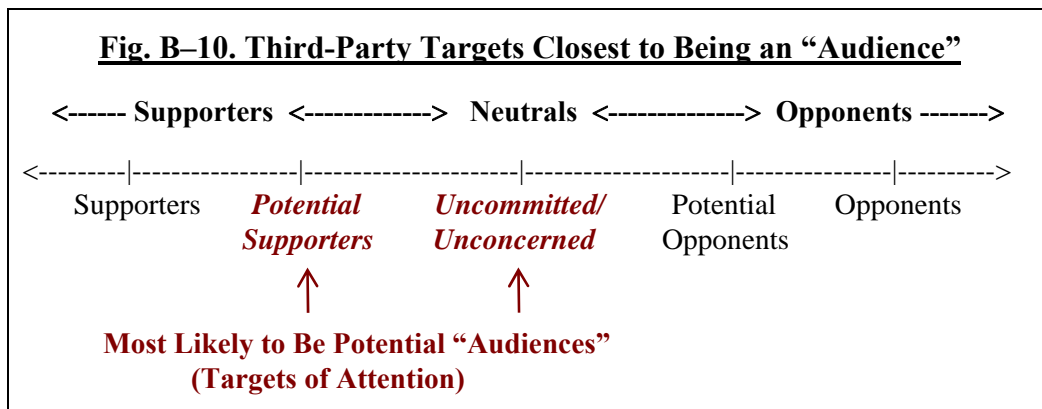 Fig. B–10. Third-Party Targets Closest to Being an “Audience”
<------ Supporters <-------------> Neutrals <--------------> Opponents ------->
<---------|-----------------|----------------------|---------------------|----------------|---------->
Supporters Potential Uncommitted/ Potential Opponents
Supporters Unconcerned Opponents
Most Likely to Be Potential “Audiences”
(Targets of Attention)